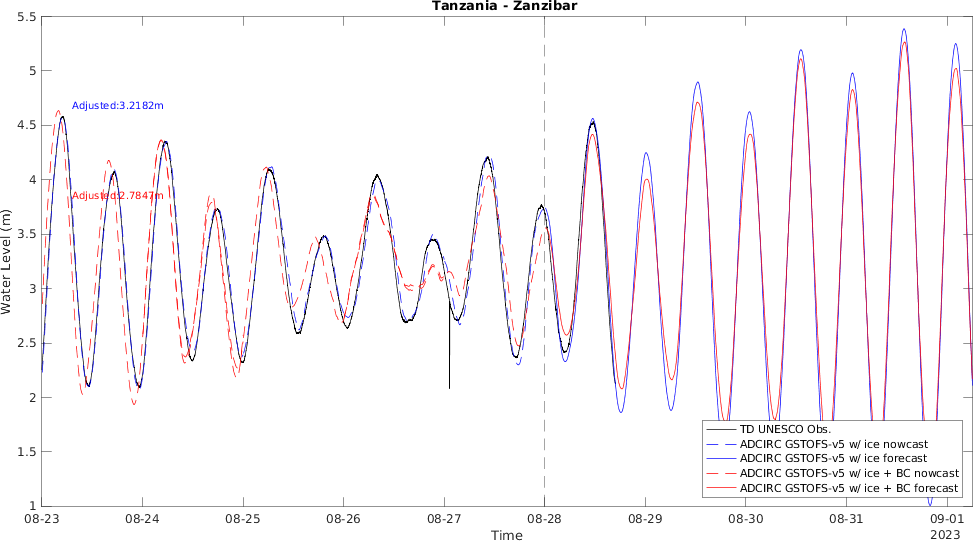 Tanzania - Zanzibar
Water Level (m)
5.5
5
4.5
4
3.5
3
2.5
2
1.5
1
Adjusted:3.2182m
Adjusted:2.7847m
TD UNESCO Obs.
ADCIRC GSTOFS-v5 w/ ice nowcast
ADCIRC GSTOFS-v5 w/ ice forecast
ADCIRC GSTOFS-v5 w/ ice + BC nowcast
ADCIRC GSTOFS-v5 w/ ice + BC forecast
08-23 08-24 08-25 08-26 08-27 08-28 08-29 08-30 08-31 09-01
2023
Time